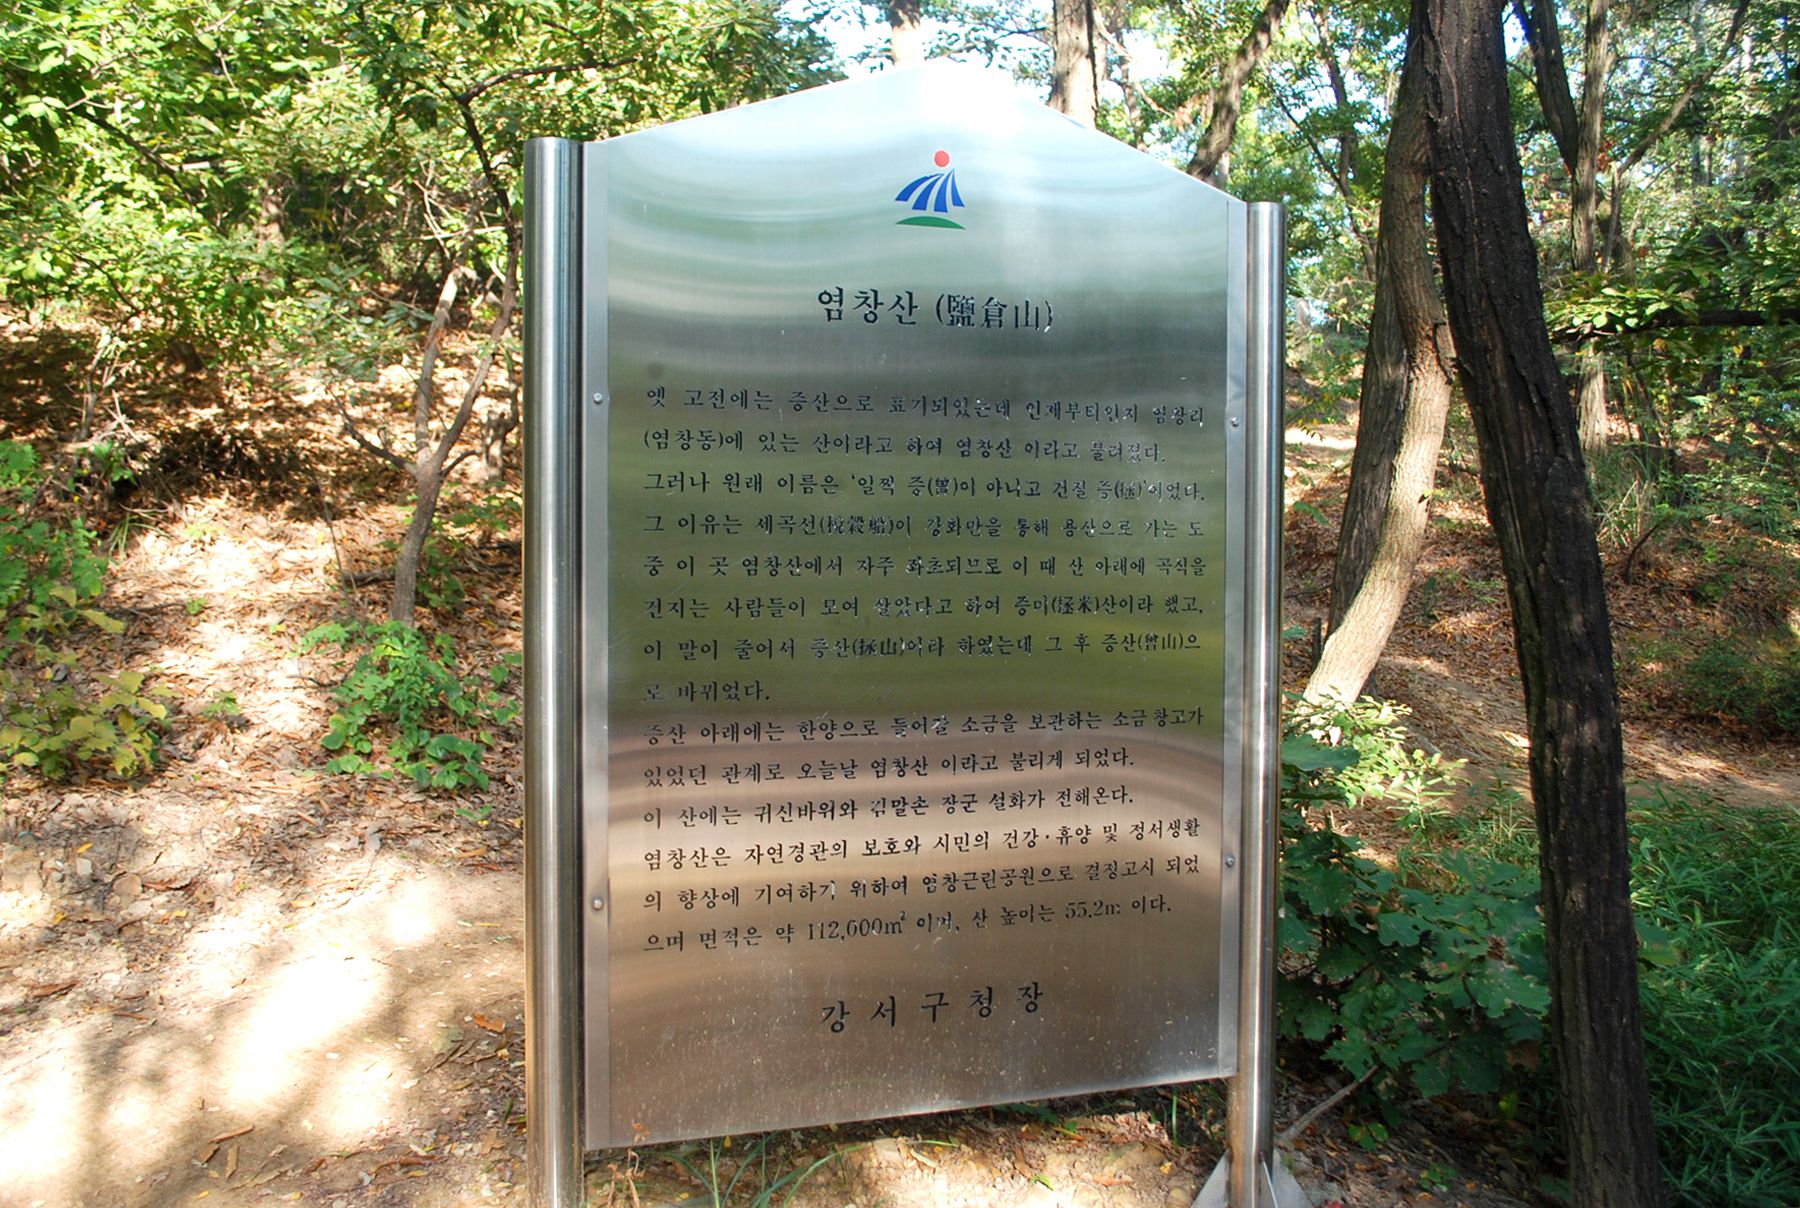 염창산 (鹽倉山)
옛 고전에는 증산으로 표기되었는데 언제부터인지 염창리
(염창동)에 있는 산이라고 하여 염창산 이라고 불려졌다.
그러나 원래 이름은 '일찍 증(曾)이 아니고 건질 증(拯)'이었다.
그 이유는 세곡선(稅穀船)이 강화만을 통해 용산으로 가는 도
중 이 곳 염창산에서 자주 좌초되므로 이 때 산 아래에 곡식을
건지는 사람들이 모여 살았다고 하여 증미(拯米)산이라 했고,
이 말이 줄어서 증산(拯山)이라 하였는데 그 후 증산(曾山)으
로 바뀌었다.
증산 아래에는 한양으로 들어갈 소금을 보관하는 소금창고가
있었던 관계로 오늘날 염창산 이라고 불리게 되었다.
이 산에는 귀신바위와 김말손 장군 설화가 전해온다.
염창산은 자연경관의 보호와 시민의 건강·휴양 및 정서생활
의 향상에 기여하기 위하여 염창근린공원으로 결정고시 되었
으며 면적은 약 112,600m² 이며, 산 높이는 55.2m 이다.
강서구청장